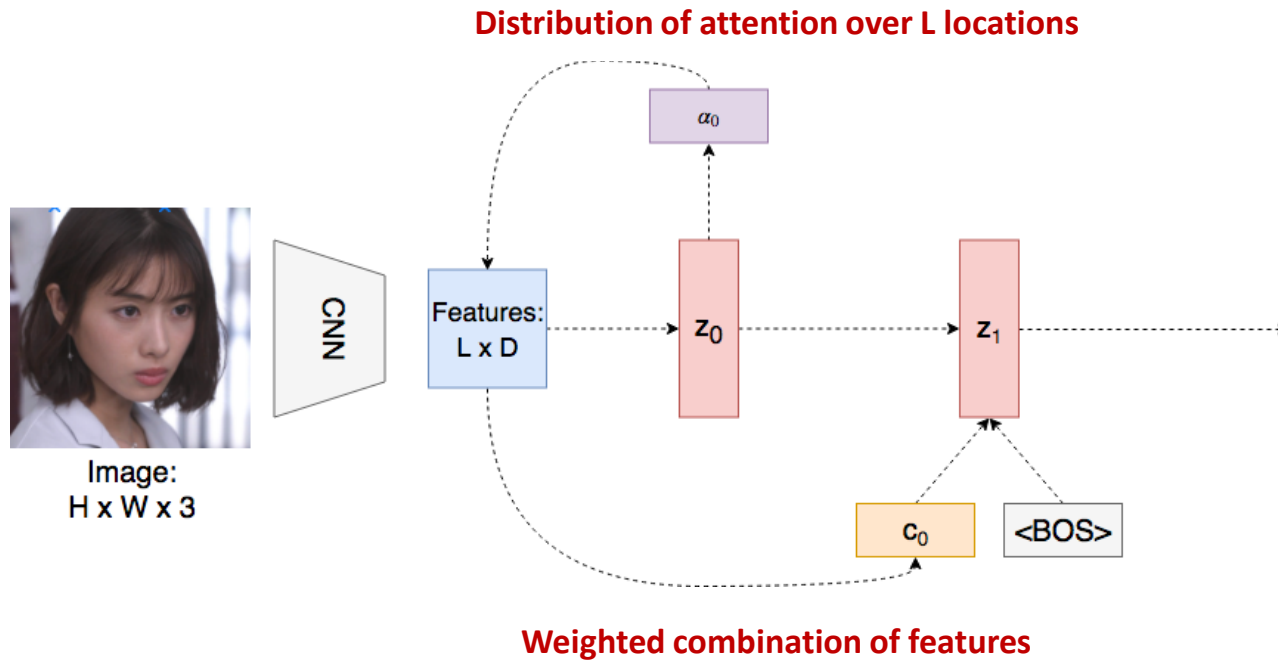 Distribution of attention over L locations
α₀
CNN
Features:
L x D
z₀
z₁
Image:
H x W x 3
c₀
<BOS>
Weighted combination of features